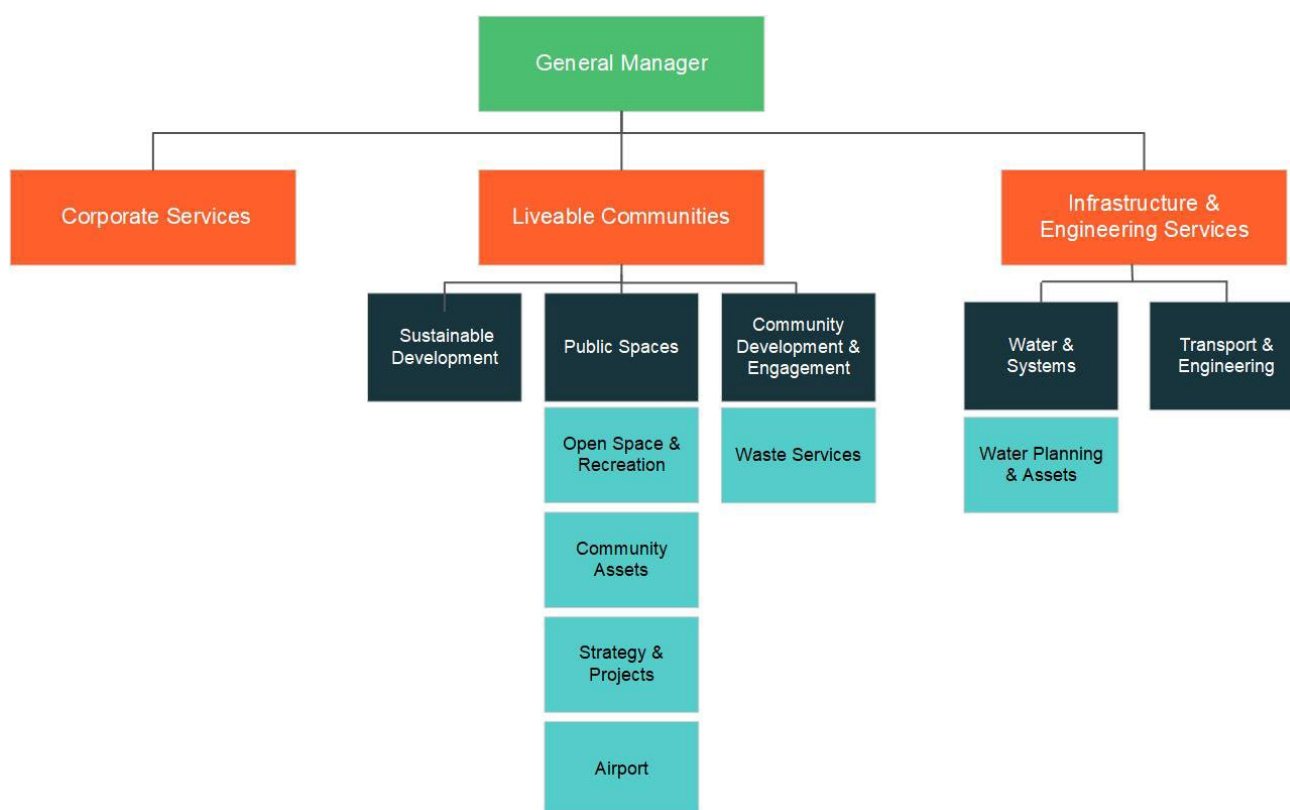 General Manager
Corporate Services
Liveable Communities
Infrastructure &
Engineering Services
Sustainable
Development
Public Spaces
Community
Development &
Engagement
Water &
Systems
Transport &
Engineering
Open Space &
Recreation
Waste Services
Water Planning
& Assets
Community
Assets
Strategy &
Projects
Airport